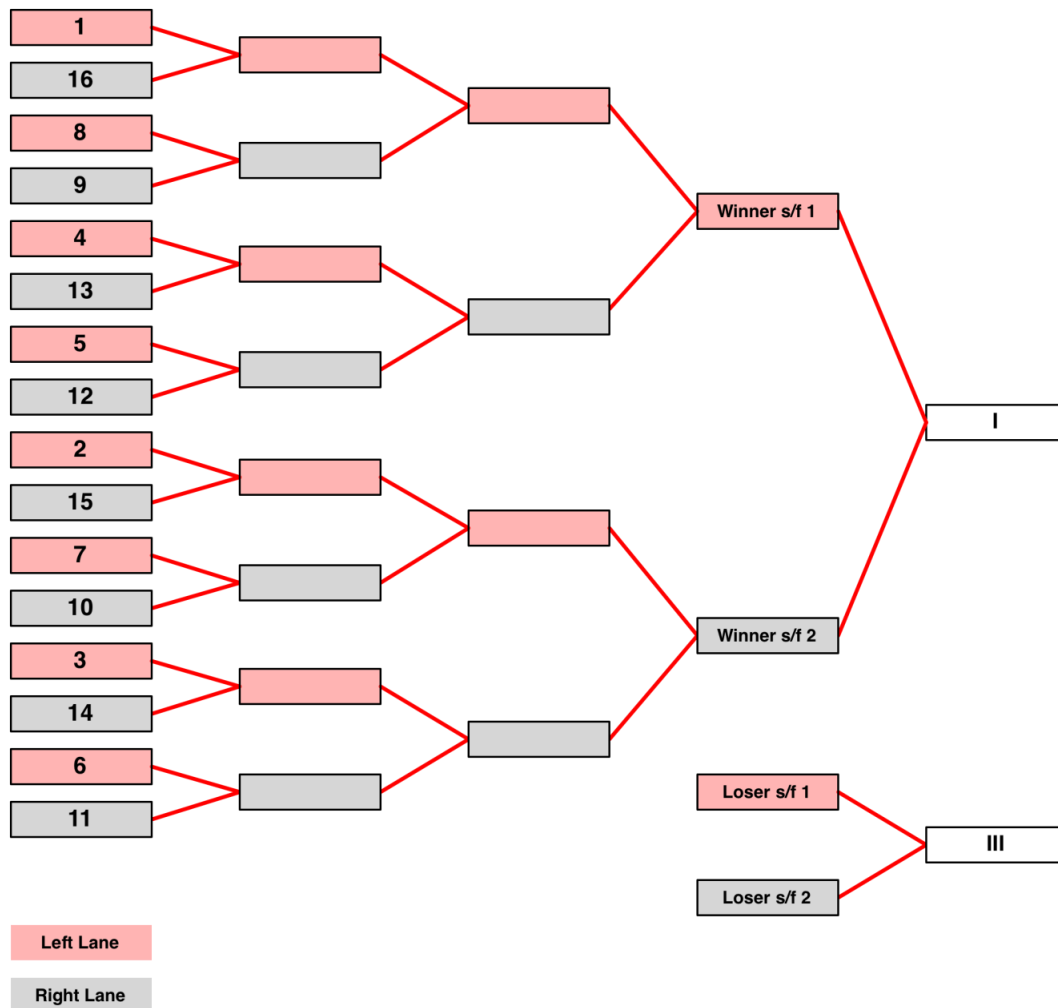 1
16
8
9
4
13
5
12
2
15
7
10
3
14
6
11
Winner s/f 1
Winner s/f 2
I
Loser s/f 1
Loser s/f 2
III
Left Lane
Right Lane